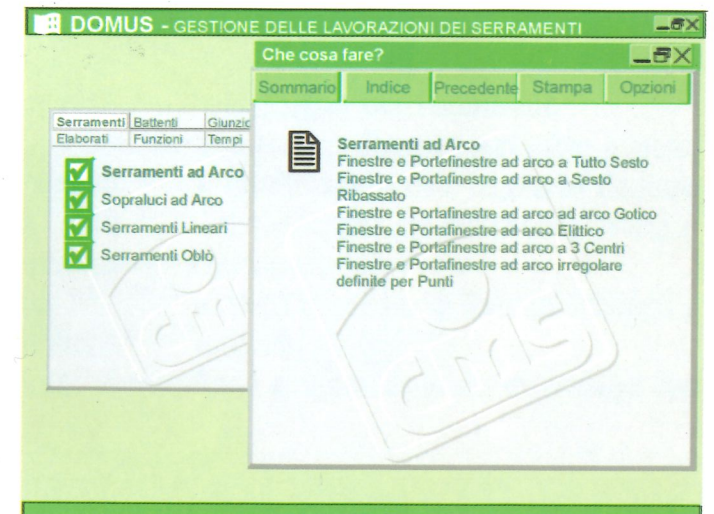 DOMUS - GESTIONE DELLE LAVORAZIONI DEI SERRAMENTI
Che cosa fare?
Sommario Indice Precedente Stampa Opzioni
Serramenti Battenti Giunzio
Elaborati Funzioni Tempi
Serramenti ad Arco
Sopraluci ad Arco
Serramenti Lineari
Serramenti Oblò
Serramenti ad Arco
Finestre e Portefinestre ad arco a Tutto Sesto
Finestre e Portafinestre ad arco a Sesto
Ribassato
Finestre e Portafinestre ad arco ad arco Gotico
Finestre e Portafinestre ad arco Elittico
Finestre e Portafinestre ad arco a 3 Centri
Finestre e Portafinestre ad arco irregolare
definite per Punti
cms
cms